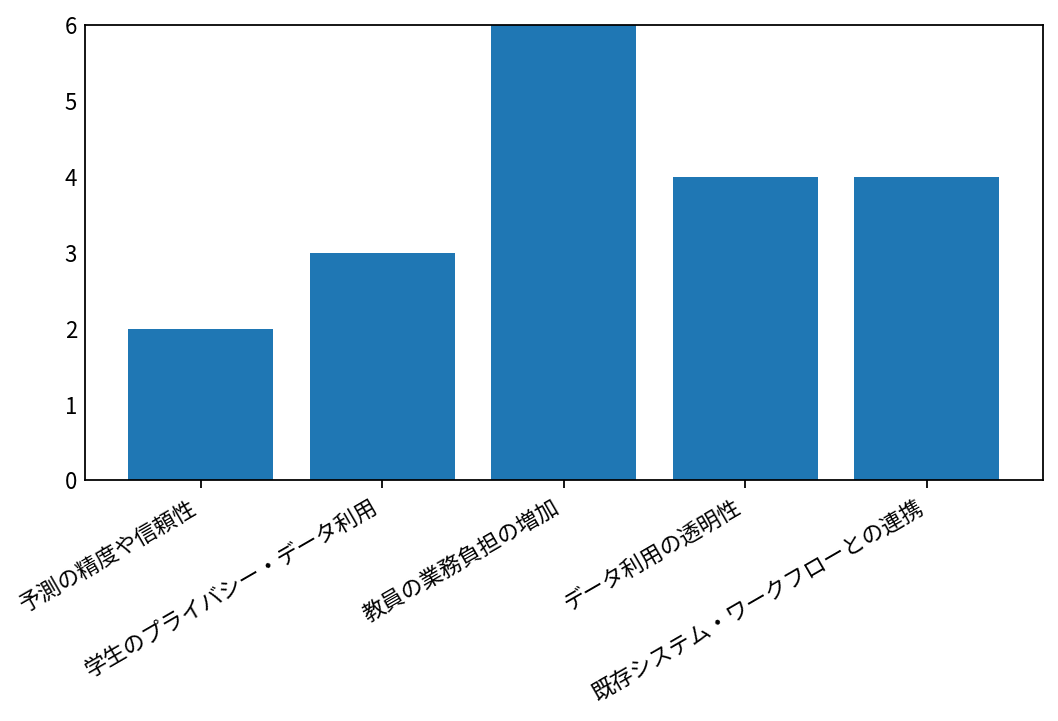 6
5
4
3
2
1
0
予測の精度や信頼性
学生のプライバシー・データ利用
教員の業務負担の増加
データ利用の透明性
既存システム・ワークフローとの連携